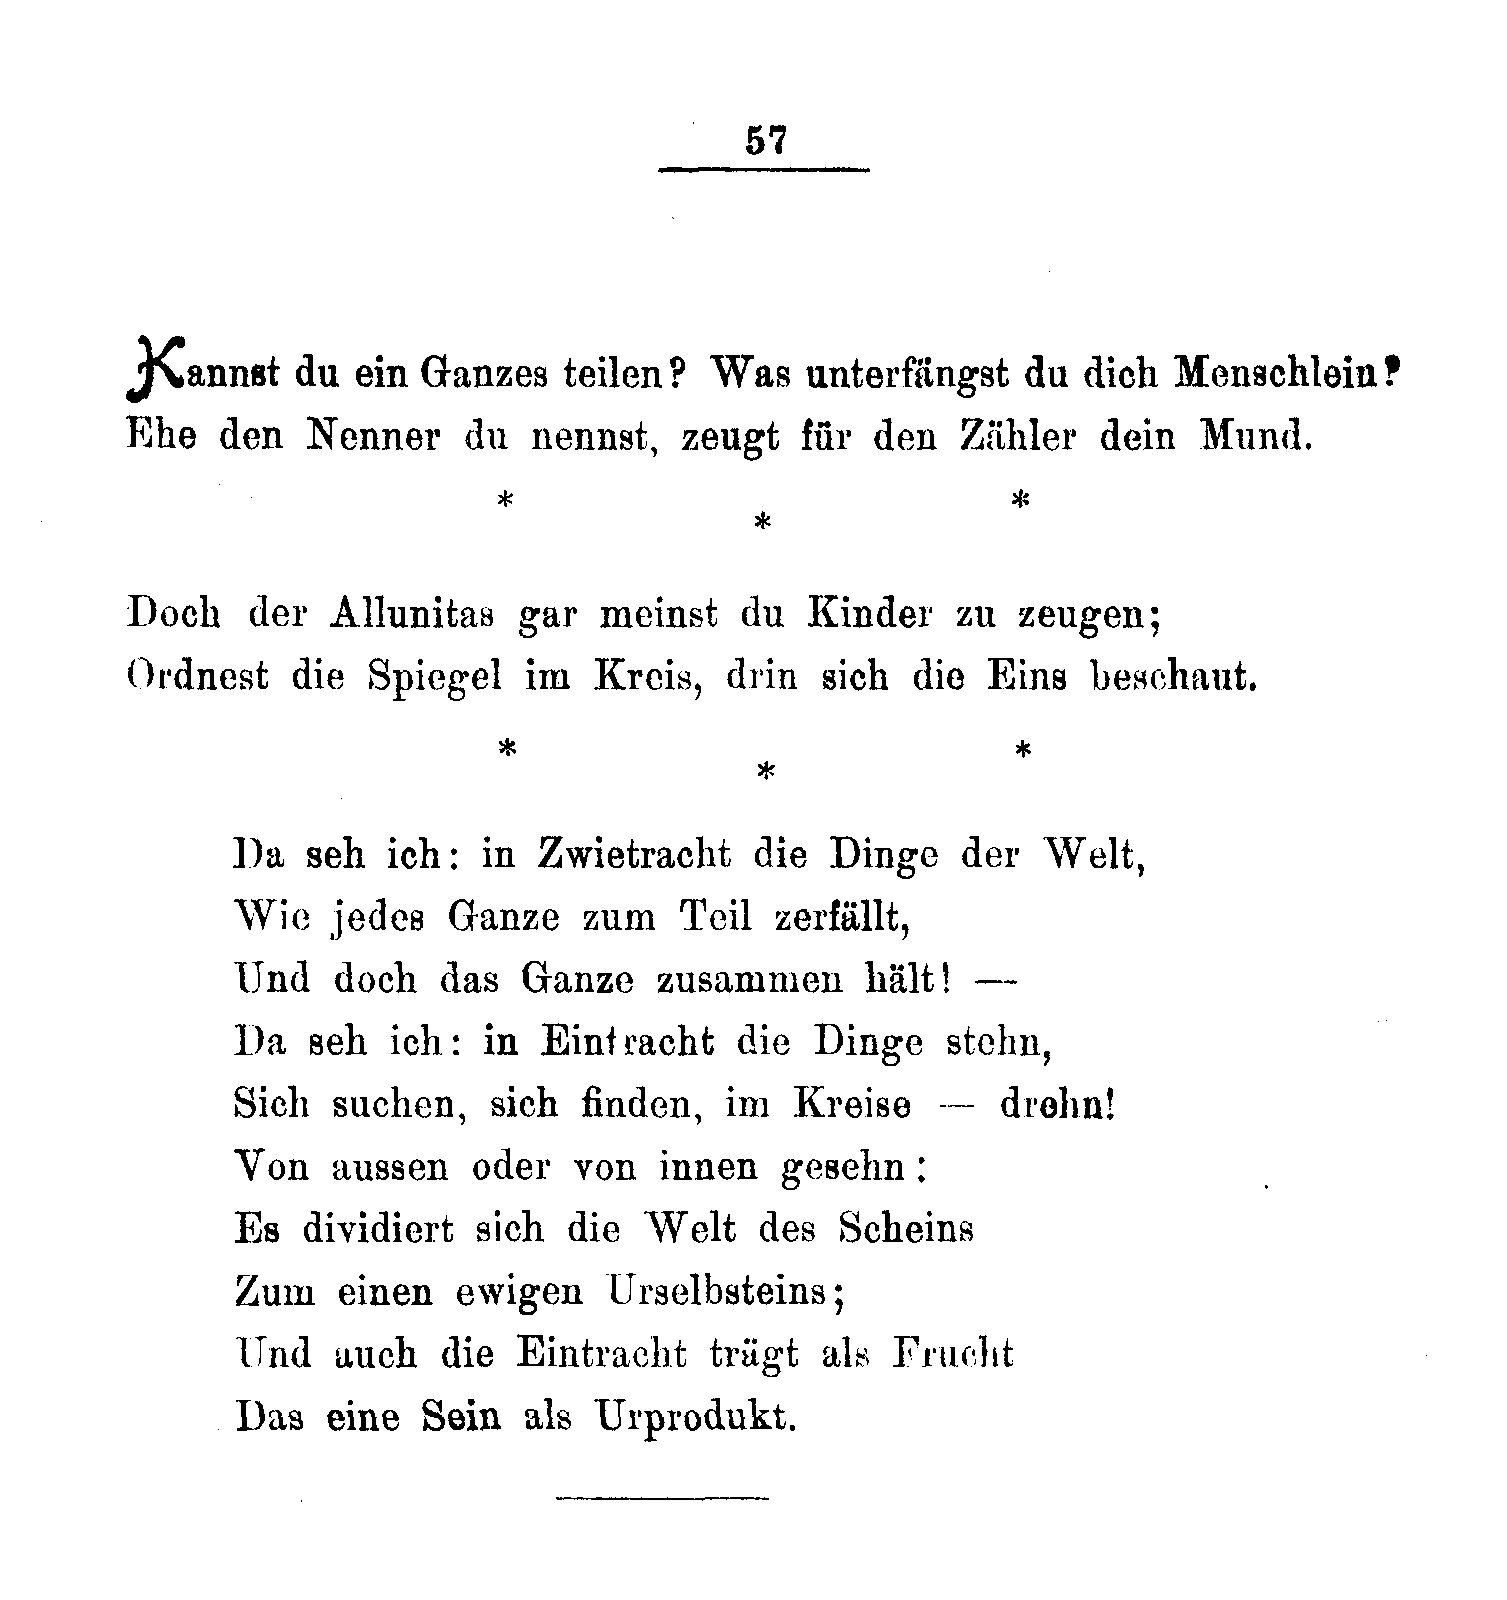 57
Kannst du ein Ganzes teilen? Was unterfängst du dich Menschlein?
Ehe den Nenner du nennst, zeugt für den Zähler dein Mund.
* * *
Doch der Allunitas gar meinst du Kinder zu zeugen;
Ordnest die Spiegel im Kreis, drin sich die Eins beschaut.
* * *
Da seh ich: in Zwietracht die Dinge der Welt,
Wie jedes Ganze zum Teil zerfällt,
Und doch das Ganze zusammen hält! —
Da seh ich: in Eintracht die Dinge stehn,
Sich suchen, sich finden, im Kreise — drehn!
Von aussen oder von innen gesehn:
Es dividiert sich die Welt des Scheins
Zum einen ewigen Urselbsteins;
Und auch die Eintracht trägt als Frucht
Das eine Sein als Urprodukt.